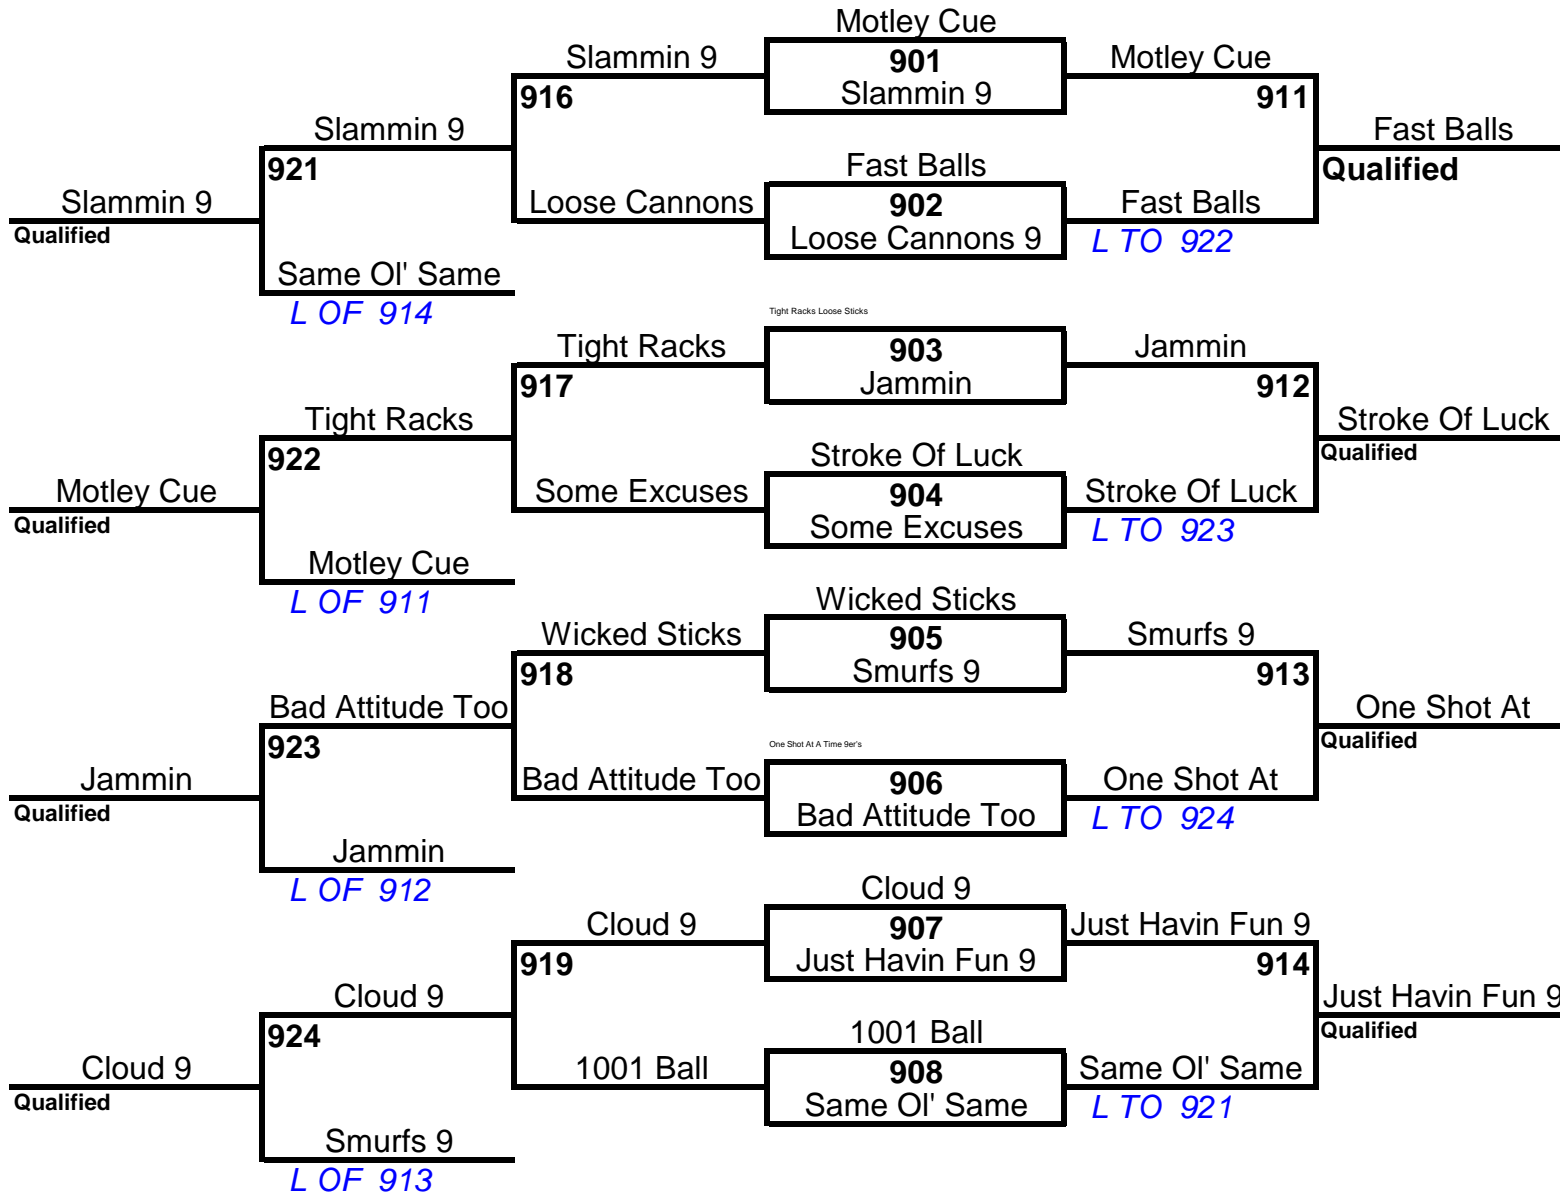 Motley Cue
Slammin 9
901
Motley Cue
916
Slammin 9
911
Slammin 9
Fast Balls
921
Fast Balls
Qualified
Slammin 9
Loose Cannons
902
Fast Balls
Qualified
Loose Cannons 9
L TO 922
Same Ol' Same
L OF 914
Tight Racks Loose Sticks
Tight Racks
903
Jammin
917
Jammin
912
Tight Racks
Stroke Of Luck
922
Stroke Of Luck
Qualified
Motley Cue
Some Excuses
904
Stroke Of Luck
Qualified
Some Excuses
L TO 923
Motley Cue
L OF 911
Wicked Sticks
Wicked Sticks
905
Smurfs 9
918
Smurfs 9
913
Bad Attitude Too
One Shot At
923
One Shot At A Time 9er's
Qualified
Jammin
Bad Attitude Too
906
One Shot At
Qualified
Bad Attitude Too
L TO 924
Jammin
L OF 912
Cloud 9
Cloud 9
907
Just Havin Fun 9
919
Just Havin Fun 9
914
Cloud 9
Just Havin Fun 9
924
1001 Ball
Qualified
Cloud 9
1001 Ball
908
Same Ol' Same
Qualified
Same Ol' Same
L TO 921
Smurfs 9
L OF 913